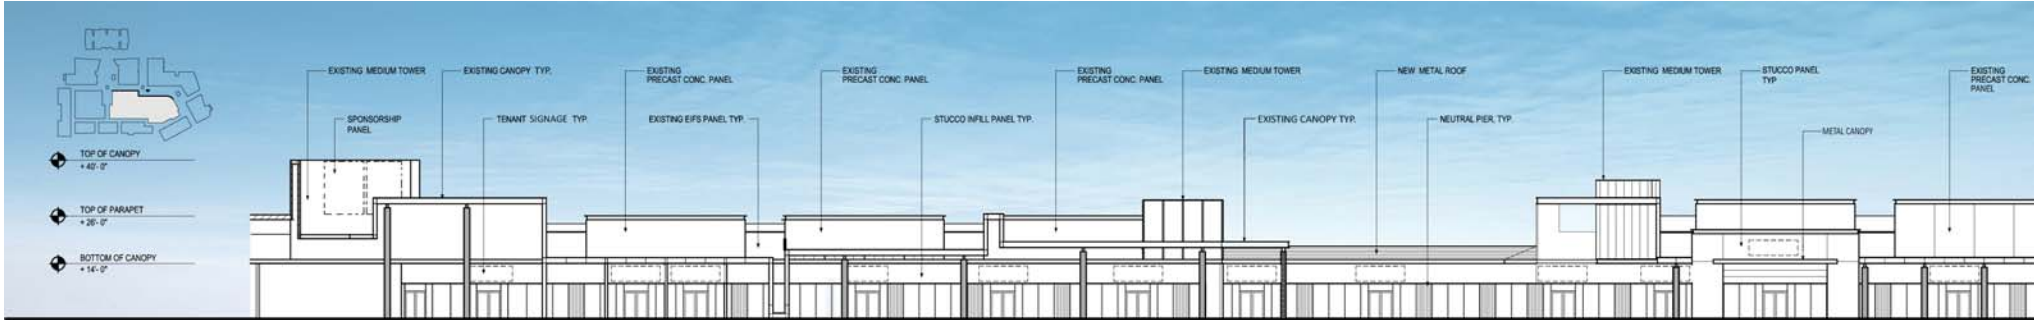 EXISTING MEDIUM TOWER
EXISTING CANOPY TYP.
EXISTING
PRECAST CONC. PANEL
EXISTING
PRECAST CONC. PANEL
EXISTING
PRECAST CONC. PANEL
EXISTING MEDIUM TOWER
NEW METAL ROOF
EXISTING MEDIUM TOWER
STUCCO PANEL
TYP
EXISTING
PRECAST CONC.
PANEL
SPONSORSHIP
PANEL
TENANT SIGNAGE TYP.
EXISTING EIFS PANEL TYP.
STUCCO INFILL PANEL TYP.
EXISTING CANOPY TYP.
NEUTRAL PIER, TYP.
METAL CANOPY
TOP OF CANOPY
+ 40'- 0"
TOP OF PARAPET
+ 26'- 0"
BOTTOM OF CANOPY
+ 14'- 0"